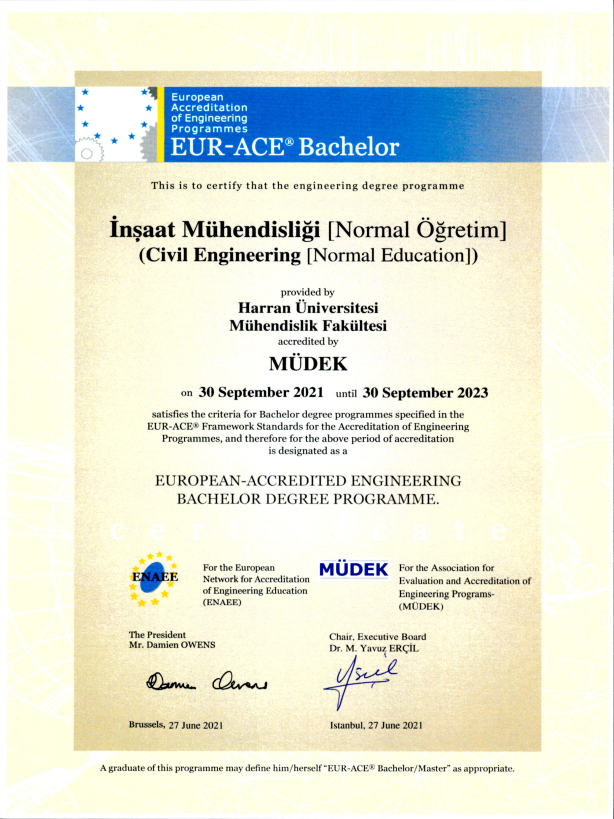 European
Accreditation
of Engineering
Programmes
EUR-ACE® Bachelor
This is to certify that the engineering degree programme
İnşaat Mühendisliği [Normal Öğretim]
(Civil Engineering [Normal Education])
provided by
Harran Üniversitesi
Mühendislik Fakültesi
accredited by
MÜDEK
on 30 September 2021 until 30 September 2023
satisfies the criteria for Bachelor degree programmes specified in the
EUR-ACE® Framework Standards for the Accreditation of Engineering
Programmes, and therefore for the above period of accreditation
is designated as a
EUROPEAN-ACCREDITED ENGINEERING
BACHELOR DEGREE PROGRAMME.
certificate
ENAEE
For the European
Network for Accreditation
of Engineering Education
(ENAEE)
MÜDEK
For the Association for
Evaluation and Accreditation of
Engineering Programs-
(MÜDEK)
The President
Mr. Damien OWENS
Chair, Executive Board
Dr. M. Yavuz ERÇİL
Damien Owens
Brussels, 27 June 2021
Istanbul, 27 June 2021
A graduate of this programme may define him/herself “EUR-ACE® Bachelor/Master” as appropriate.